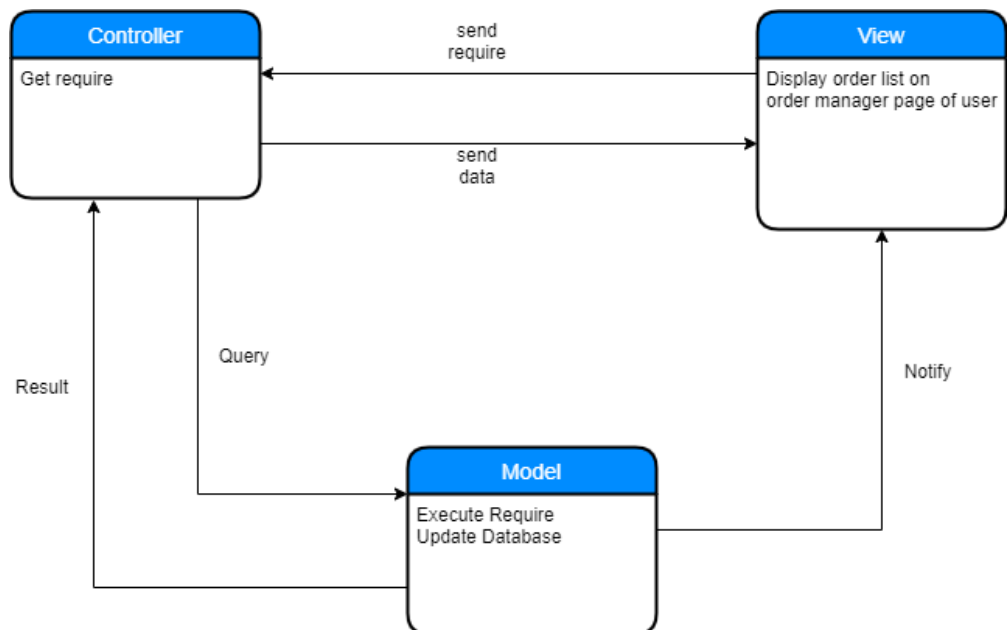 Controller
Get require
send
require
send
data
View
Display order list on
order manager page of user
Query
Result
Notify
Model
Execute Require
Update Database